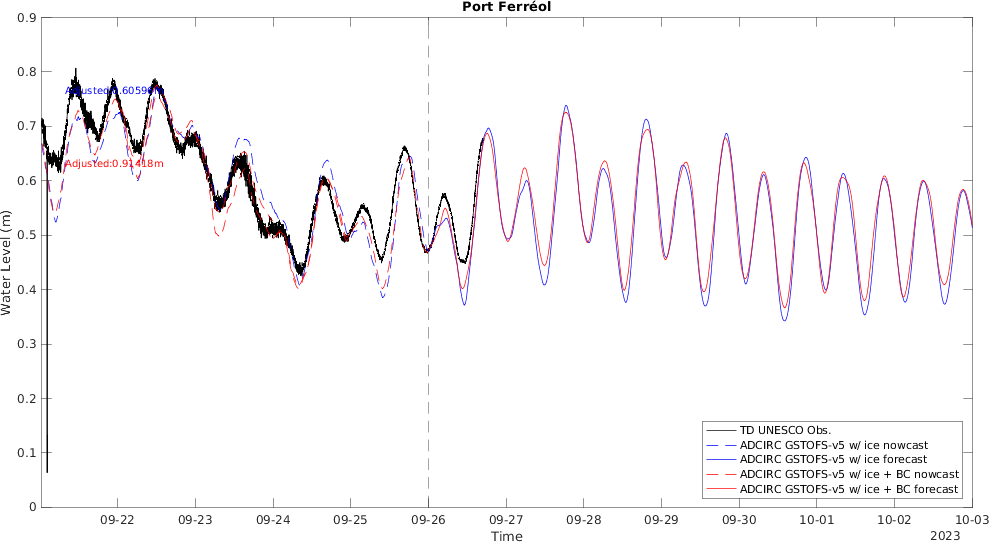 Port Ferréol
0.9
0.8
0.7
0.6
0.5
0.4
0.3
0.2
0.1
0
Water Level (m)
Adjusted:0.60596m
Adjusted:0.91418m
TD UNESCO Obs.
ADCIRC GSTOFS-v5 w/ ice nowcast
ADCIRC GSTOFS-v5 w/ ice forecast
ADCIRC GSTOFS-v5 w/ ice + BC nowcast
ADCIRC GSTOFS-v5 w/ ice + BC forecast
09-22 09-23 09-24 09-25 09-26 09-27 09-28 09-29 09-30 10-01 10-02 10-03
Time
2023